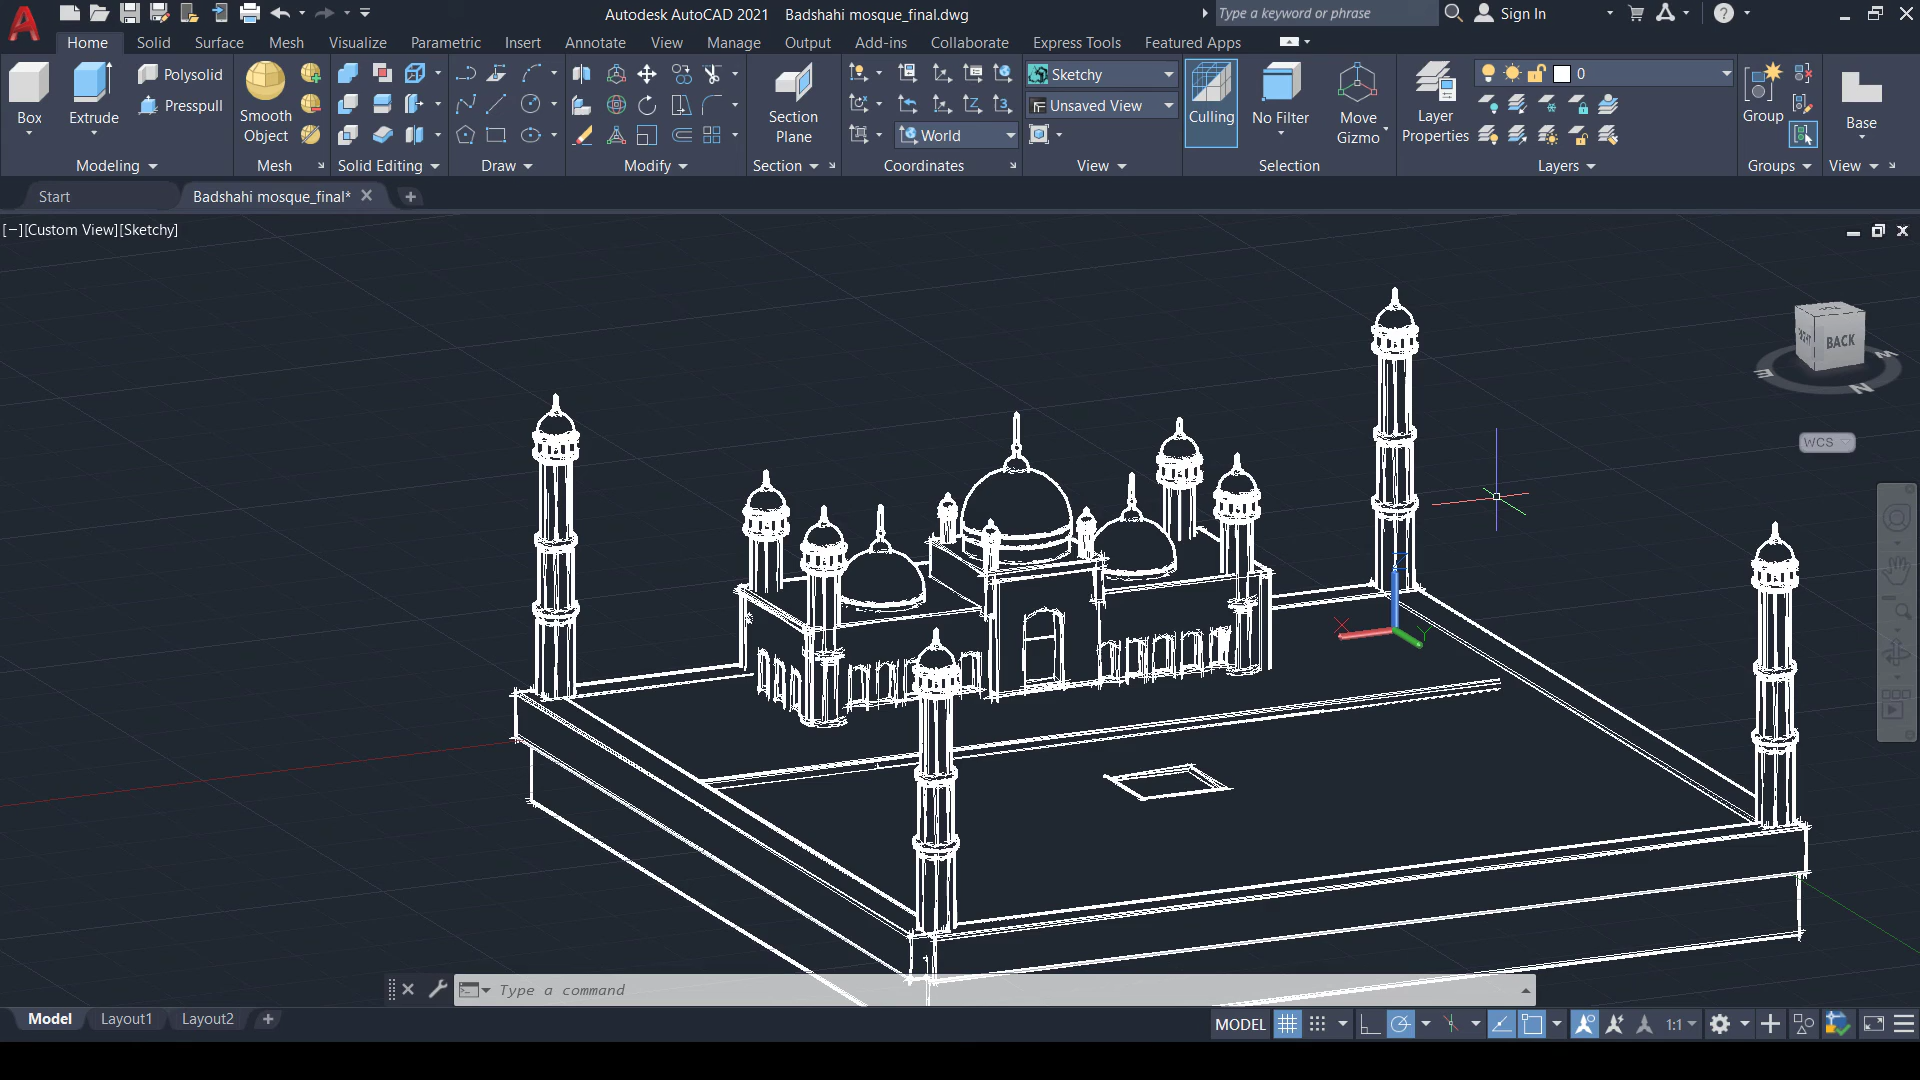 Autodesk AutoCAD 2021 Badshahi mosque_final.dwg
Type a keyword or phrase
Sign In
Home Solid Surface Mesh Visualize Parametric Insert Annotate View Manage Output Add-ins Collaborate Express Tools Featured Apps
Box
Extrude
Polysolid
Presspull
Smooth Object
Section Plane
World
Sketchy
Unsaved View
Culling
No Filter
Move Gizmo
Layer Properties
0
Group
Base
Modeling Mesh Solid Editing Draw Modify Section Coordinates View Selection Layers Groups View
Start Badshahi mosque_final*
[−][Custom View][Sketchy]
BACK
E
N
WCS
Z
X
Y
Type a command
Model Layout1 Layout2
MODEL
1:1